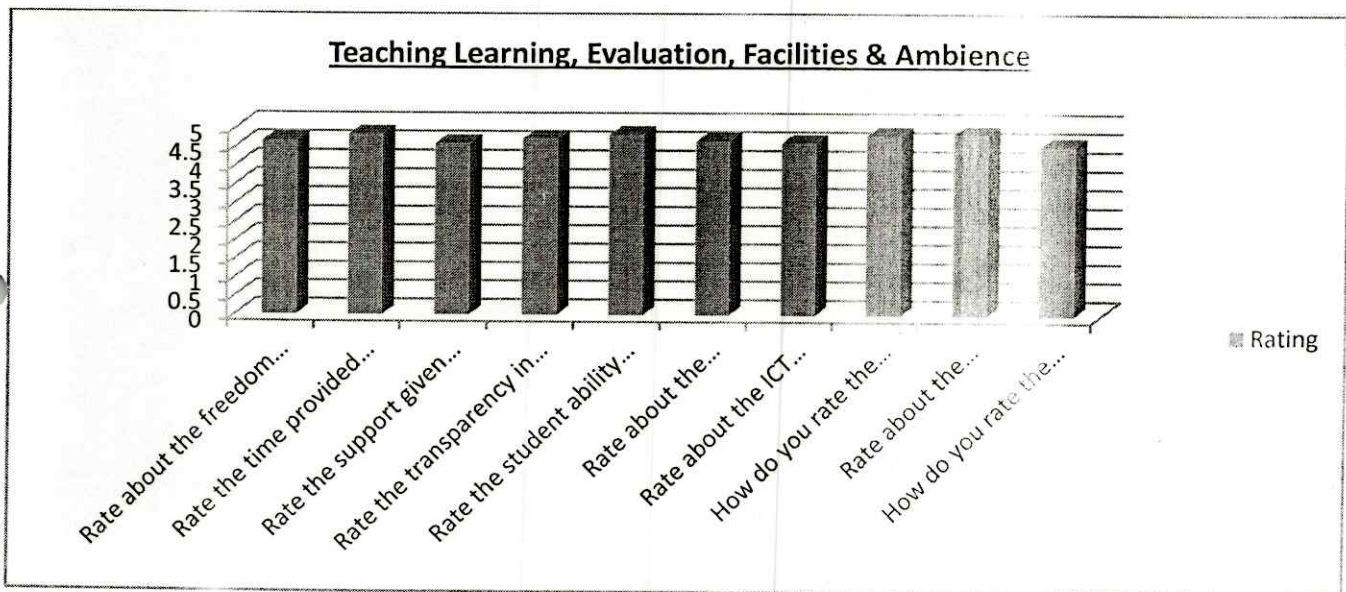 Teaching Learning, Evaluation, Facilities & Ambience
5
4.5
4
3.5
3
2.5
2
1.5
1
0.5
0
Rate about the freedom...
Rate the time provided...
Rate the support given...
Rate the transparency in...
Rate the student ability...
Rate about the...
Rate about the ICT...
How do you rate the...
Rate about the...
How do you rate the...
Rating